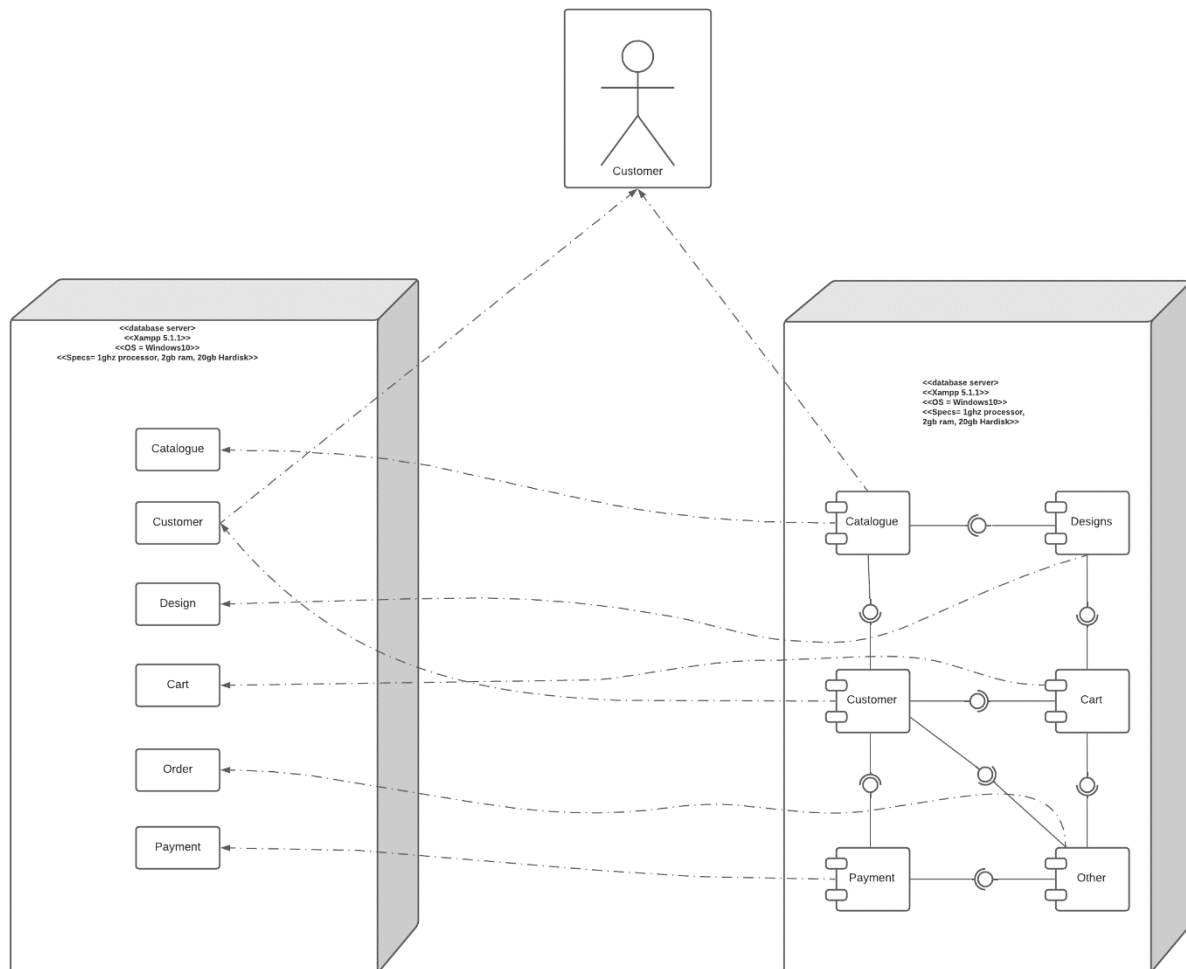 Customer
<<database server>
<<Xampp 5.1.1>>
<<OS = Windows10>>
<<Specs= 1ghz processor, 2gb ram, 20gb Hardisk>>
Catalogue
Customer
Design
Cart
Order
Payment
<<database server>
<<Xampp 5.1.1>>
<<OS = Windows10>>
<<Specs= 1ghz processor,
2gb ram, 20gb Hardisk>>
Catalogue
Designs
Customer
Cart
Payment
Other